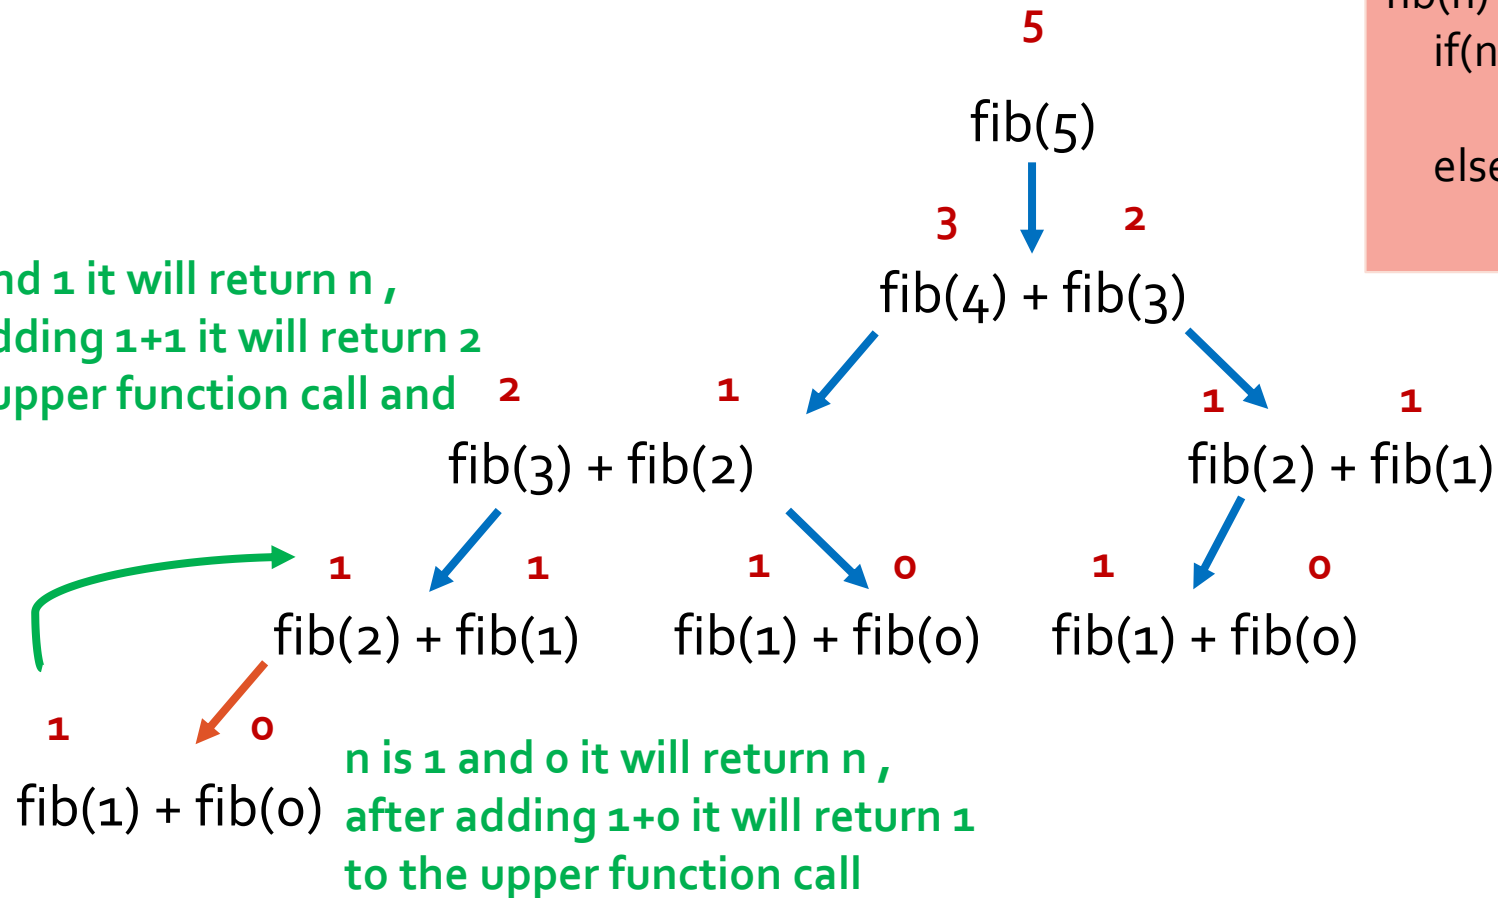 5
fib(5)
if(n
else
3 2
fib(4) + fib(3)
nd 1 it will return n ,
dding 1+1 it will return 2
upper function call and
2 1 1 1
fib(3) + fib(2) fib(2) + fib(1)
1 1 1 0 1 0
fib(2) + fib(1) fib(1) + fib(0) fib(1) + fib(0)
1 0
fib(1) + fib(0)
n is 1 and 0 it will return n ,
after adding 1+0 it will return 1
to the upper function call